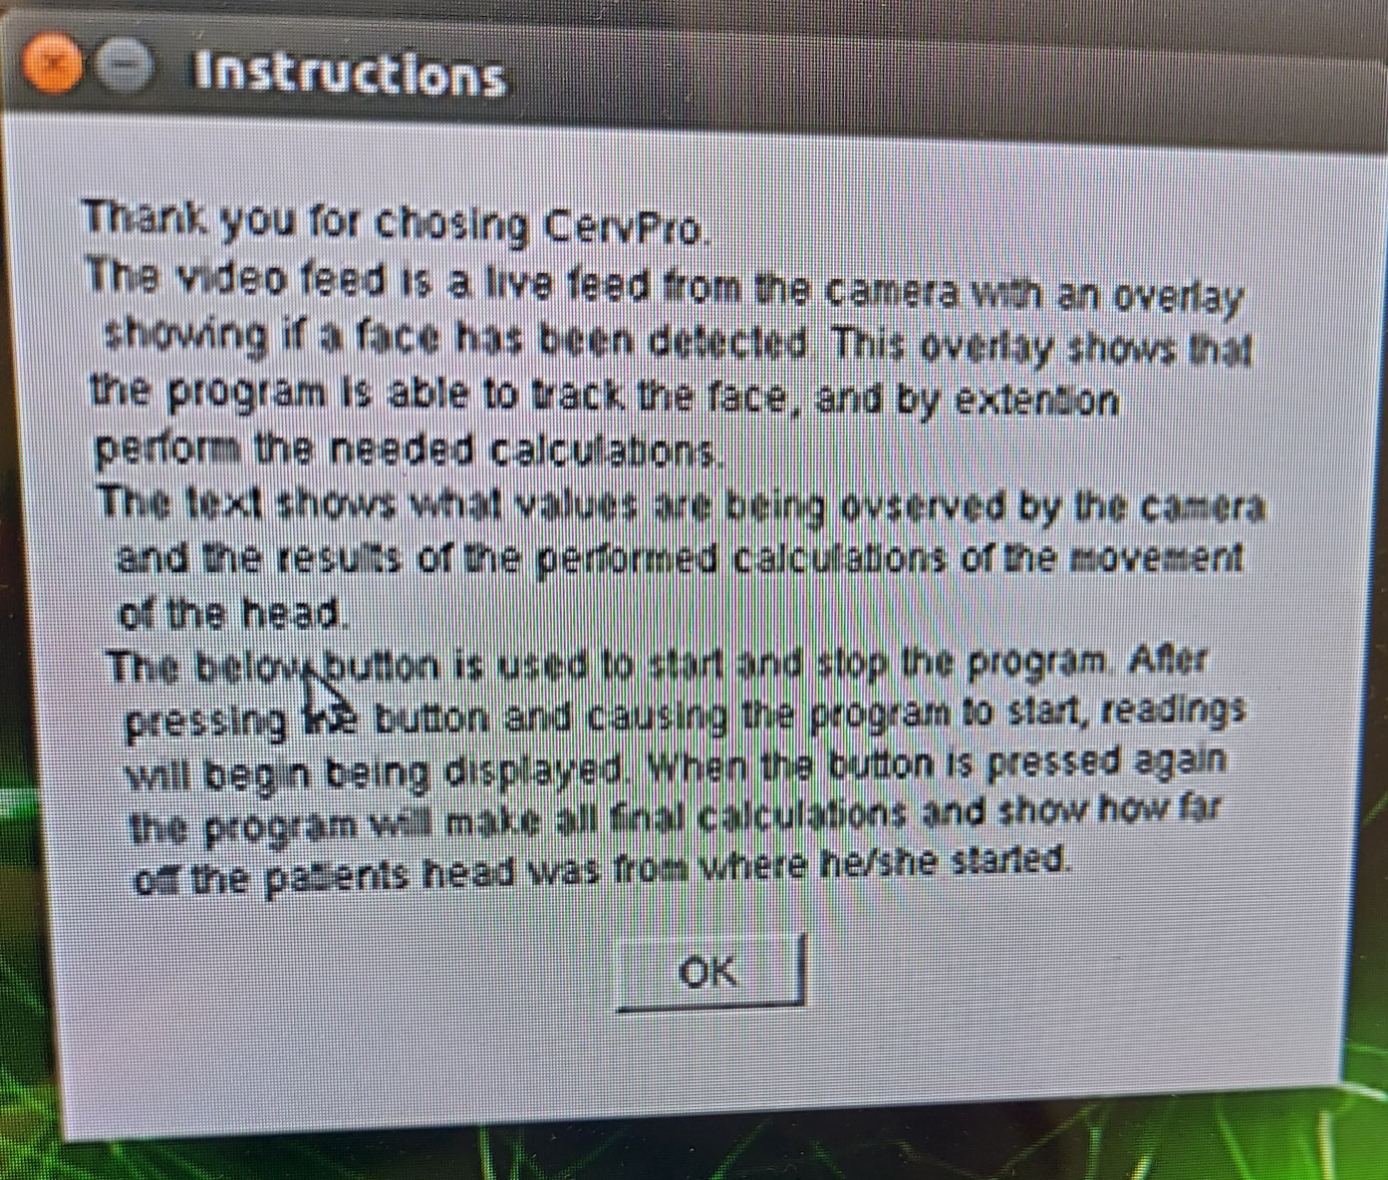 Instructions
Thank you for chosing CervPro.
The video feed is a live feed from the camera with an overlay
showing if a face has been detected. This overlay shows that
the program is able to track the face, and by extention
perform the needed calculations.
The text shows what values are being ovserved by the camera
and the results of the performed calculations of the movement
of the head.
The below button is used to start and stop the program. After
pressing the button and causing the program to start, readings
will begin being displayed. When the button is pressed again
the program will make all final calculations and show how far
off the patients head was from where he/she started.
OK